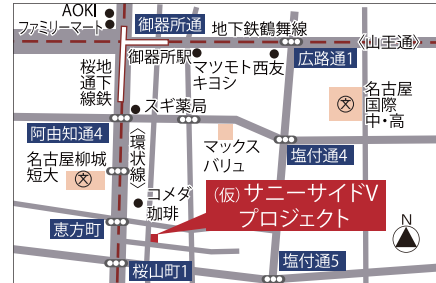 AOKI
ファミリーマート
御器所通
地下鉄鶴舞線
〈山王通〉
御器所駅
マツモト
キヨシ
西友
広路通1
桜通
地下鉄線
スギ薬局
名古屋
国際
中・高
文
阿由知通4
〈環状線〉
マックス
バリュ
塩付通4
名古屋柳城
短大
文
コメダ
珈琲
(仮)サニーサイドV
プロジェクト
恵方町
N
桜山町1
塩付通5